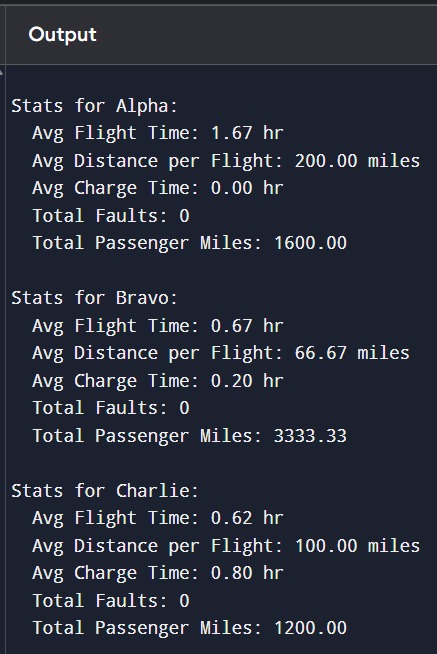 Output
Stats for Alpha:
Avg Flight Time: 1.67 hr
Avg Distance per Flight: 200.00 miles
Avg Charge Time: 0.00 hr
Total Faults: 0
Total Passenger Miles: 1600.00
Stats for Bravo:
Avg Flight Time: 0.67 hr
Avg Distance per Flight: 66.67 miles
Avg Charge Time: 0.20 hr
Total Faults: 0
Total Passenger Miles: 3333.33
Stats for Charlie:
Avg Flight Time: 0.62 hr
Avg Distance per Flight: 100.00 miles
Avg Charge Time: 0.80 hr
Total Faults: 0
Total Passenger Miles: 1200.00